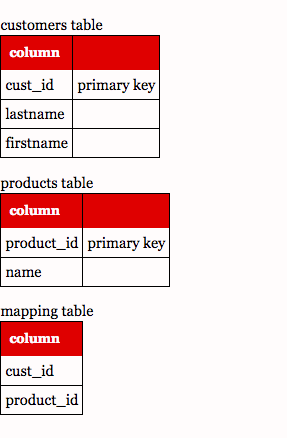 customers table
column
cust_id primary key
lastname
firstname
products table
column
product_id primary key
name
mapping table
column
cust_id
product_id